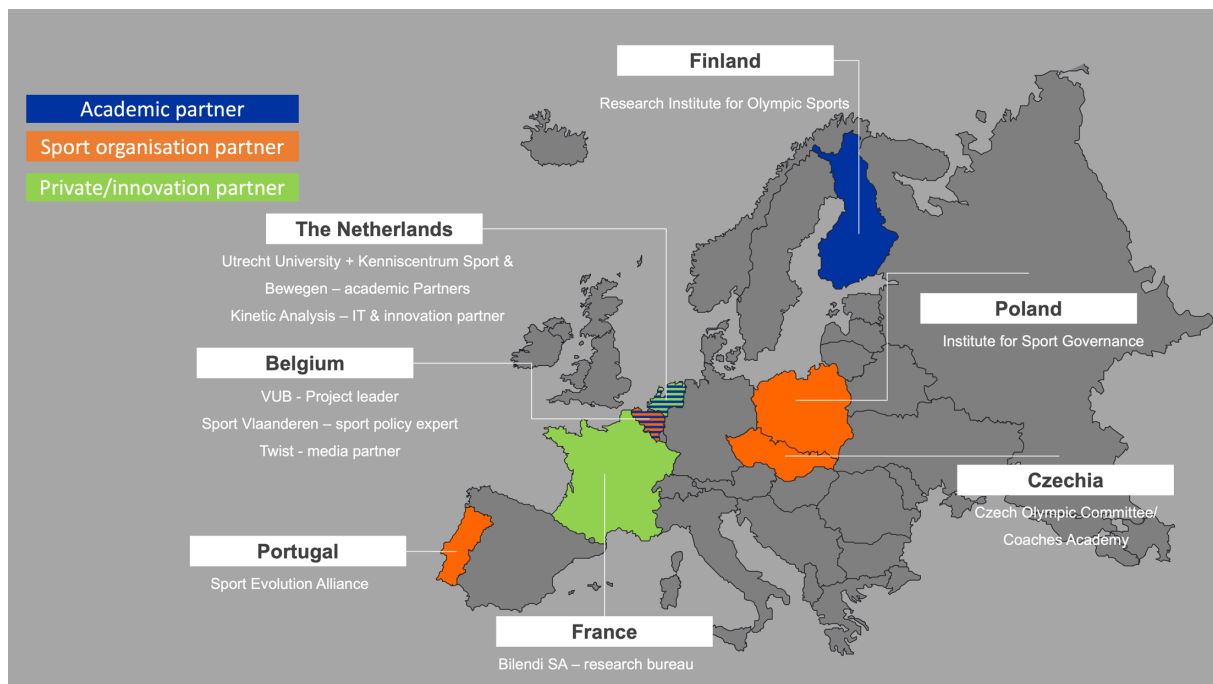 Finland
Research Institute for Olympic Sports
Academic partner
Sport organisation partner
Private/innovation partner
The Netherlands
Utrecht University + Kenniscentrum Sport &
Bewegen – academic Partners
Kinetic Analysis – IT & innovation partner
Poland
Institute for Sport Governance
Belgium
VUB - Project leader
Sport Vlaanderen – sport policy expert
Twist - media partner
Czechia
Czech Olympic Committee/
Coaches Academy
Portugal
Sport Evolution Alliance
France
Bilendi SA – research bureau